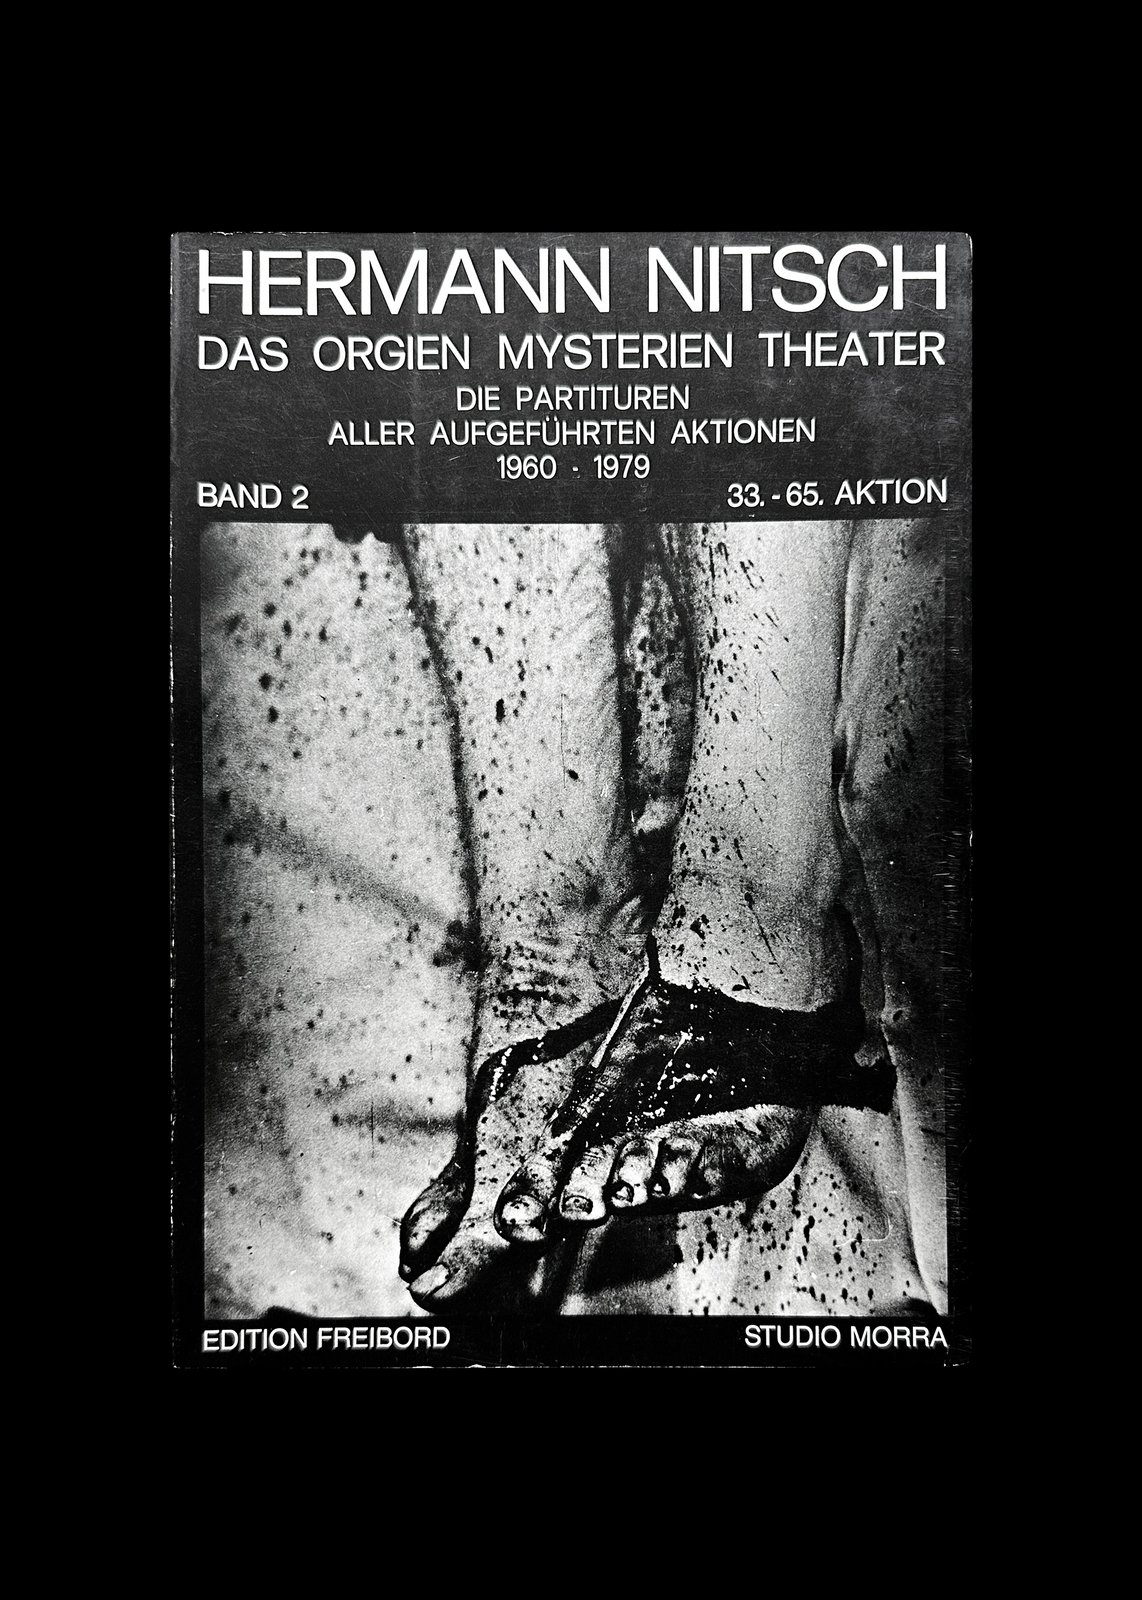 HERMANN NITSCH
DAS ORGIEN MYSTERIEN THEATER
DIE PARTITUREN
ALLER AUFGEFÜHRTEN AKTIONEN
1960 - 1979
BAND 2 33. - 65. AKTION
EDITION FREIBORD STUDIO MORRA